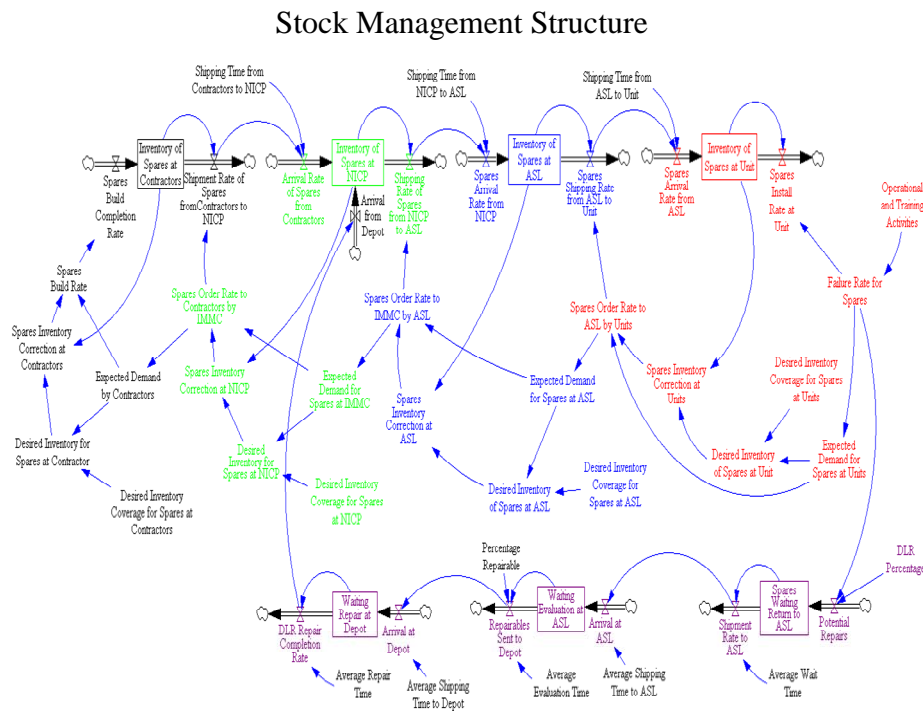 Stock Management Structure
Shipping Time from
Contractors to NICP
Shipping Time from
NICP to ASL
Shipping Time from
ASL to Unit
Inventory of
Spares at
Contractors
Inventory of
Spares at
NICP
Inventory of
Spares at
ASL
Inventory of
Spares at Unit
Spares
Build
Completion
Rate
Shipment Rate of
Spares
fromContractors to
NICP
Arrival Rate
of Spares
from
Contractors
Arrival
from
Depot
Shipping
Rate of
Spares
from NICP
to ASL
Spares
Arrival Rate
from NICP
Spares
Shipping Rate
from ASL to
Unit
Spares
Arrival Rate
from ASL
Spares
Install
Rate at
Unit
Operational
and Training
Activities
Spares
Build Rate
Spares Order Rate to
Contractors by
IMMC
Spares Order Rate to
IMMC by ASL
Spares Order Rate to
ASL by Units
Failure Rate for
Spares
Spares Inventory
Correction at
Contractors
Expected Demand
by Contractors
Spares Inventory
Correction at NICP
Expected
Demand for
Spares at IMMC
Spares
Inventory
Correction at
ASL
Expected Demand
for Spares at ASL
Spares Inventory
Correction at
Units
Desired Inventory
Coverage for Spares
at Units
Desired Inventory for
Spares at Contractor
Desired
Inventory for
Spares at NICP
Desired Inventory
of Spares at Unit
Expected
Demand for
Spares at Units
Desired Inventory
Coverage for Spares at
Contractors
Desired Inventory
Coverage for Spares
at NICP
Desired Inventory
of Spares at ASL
Desired Inventory
Coverage for
Spares at ASL
Percentage
Repairable
DLR
Percentage
Waiting
Repair at
Depot
Waiting
Evaluation at
ASL
Spares
Waiting
Return to ASL
DLR Repair
Completion
Rate
Arrival at
Depot
Repairables
Sent to
Depot
Arrival at
ASL
Shipment
Rate to
ASL
Potential
Repairs
Average Repair
Time
Average Shipping
Time to Depot
Average
Evaluation Time
Average Shipping
Time to ASL
Average Wait
Time